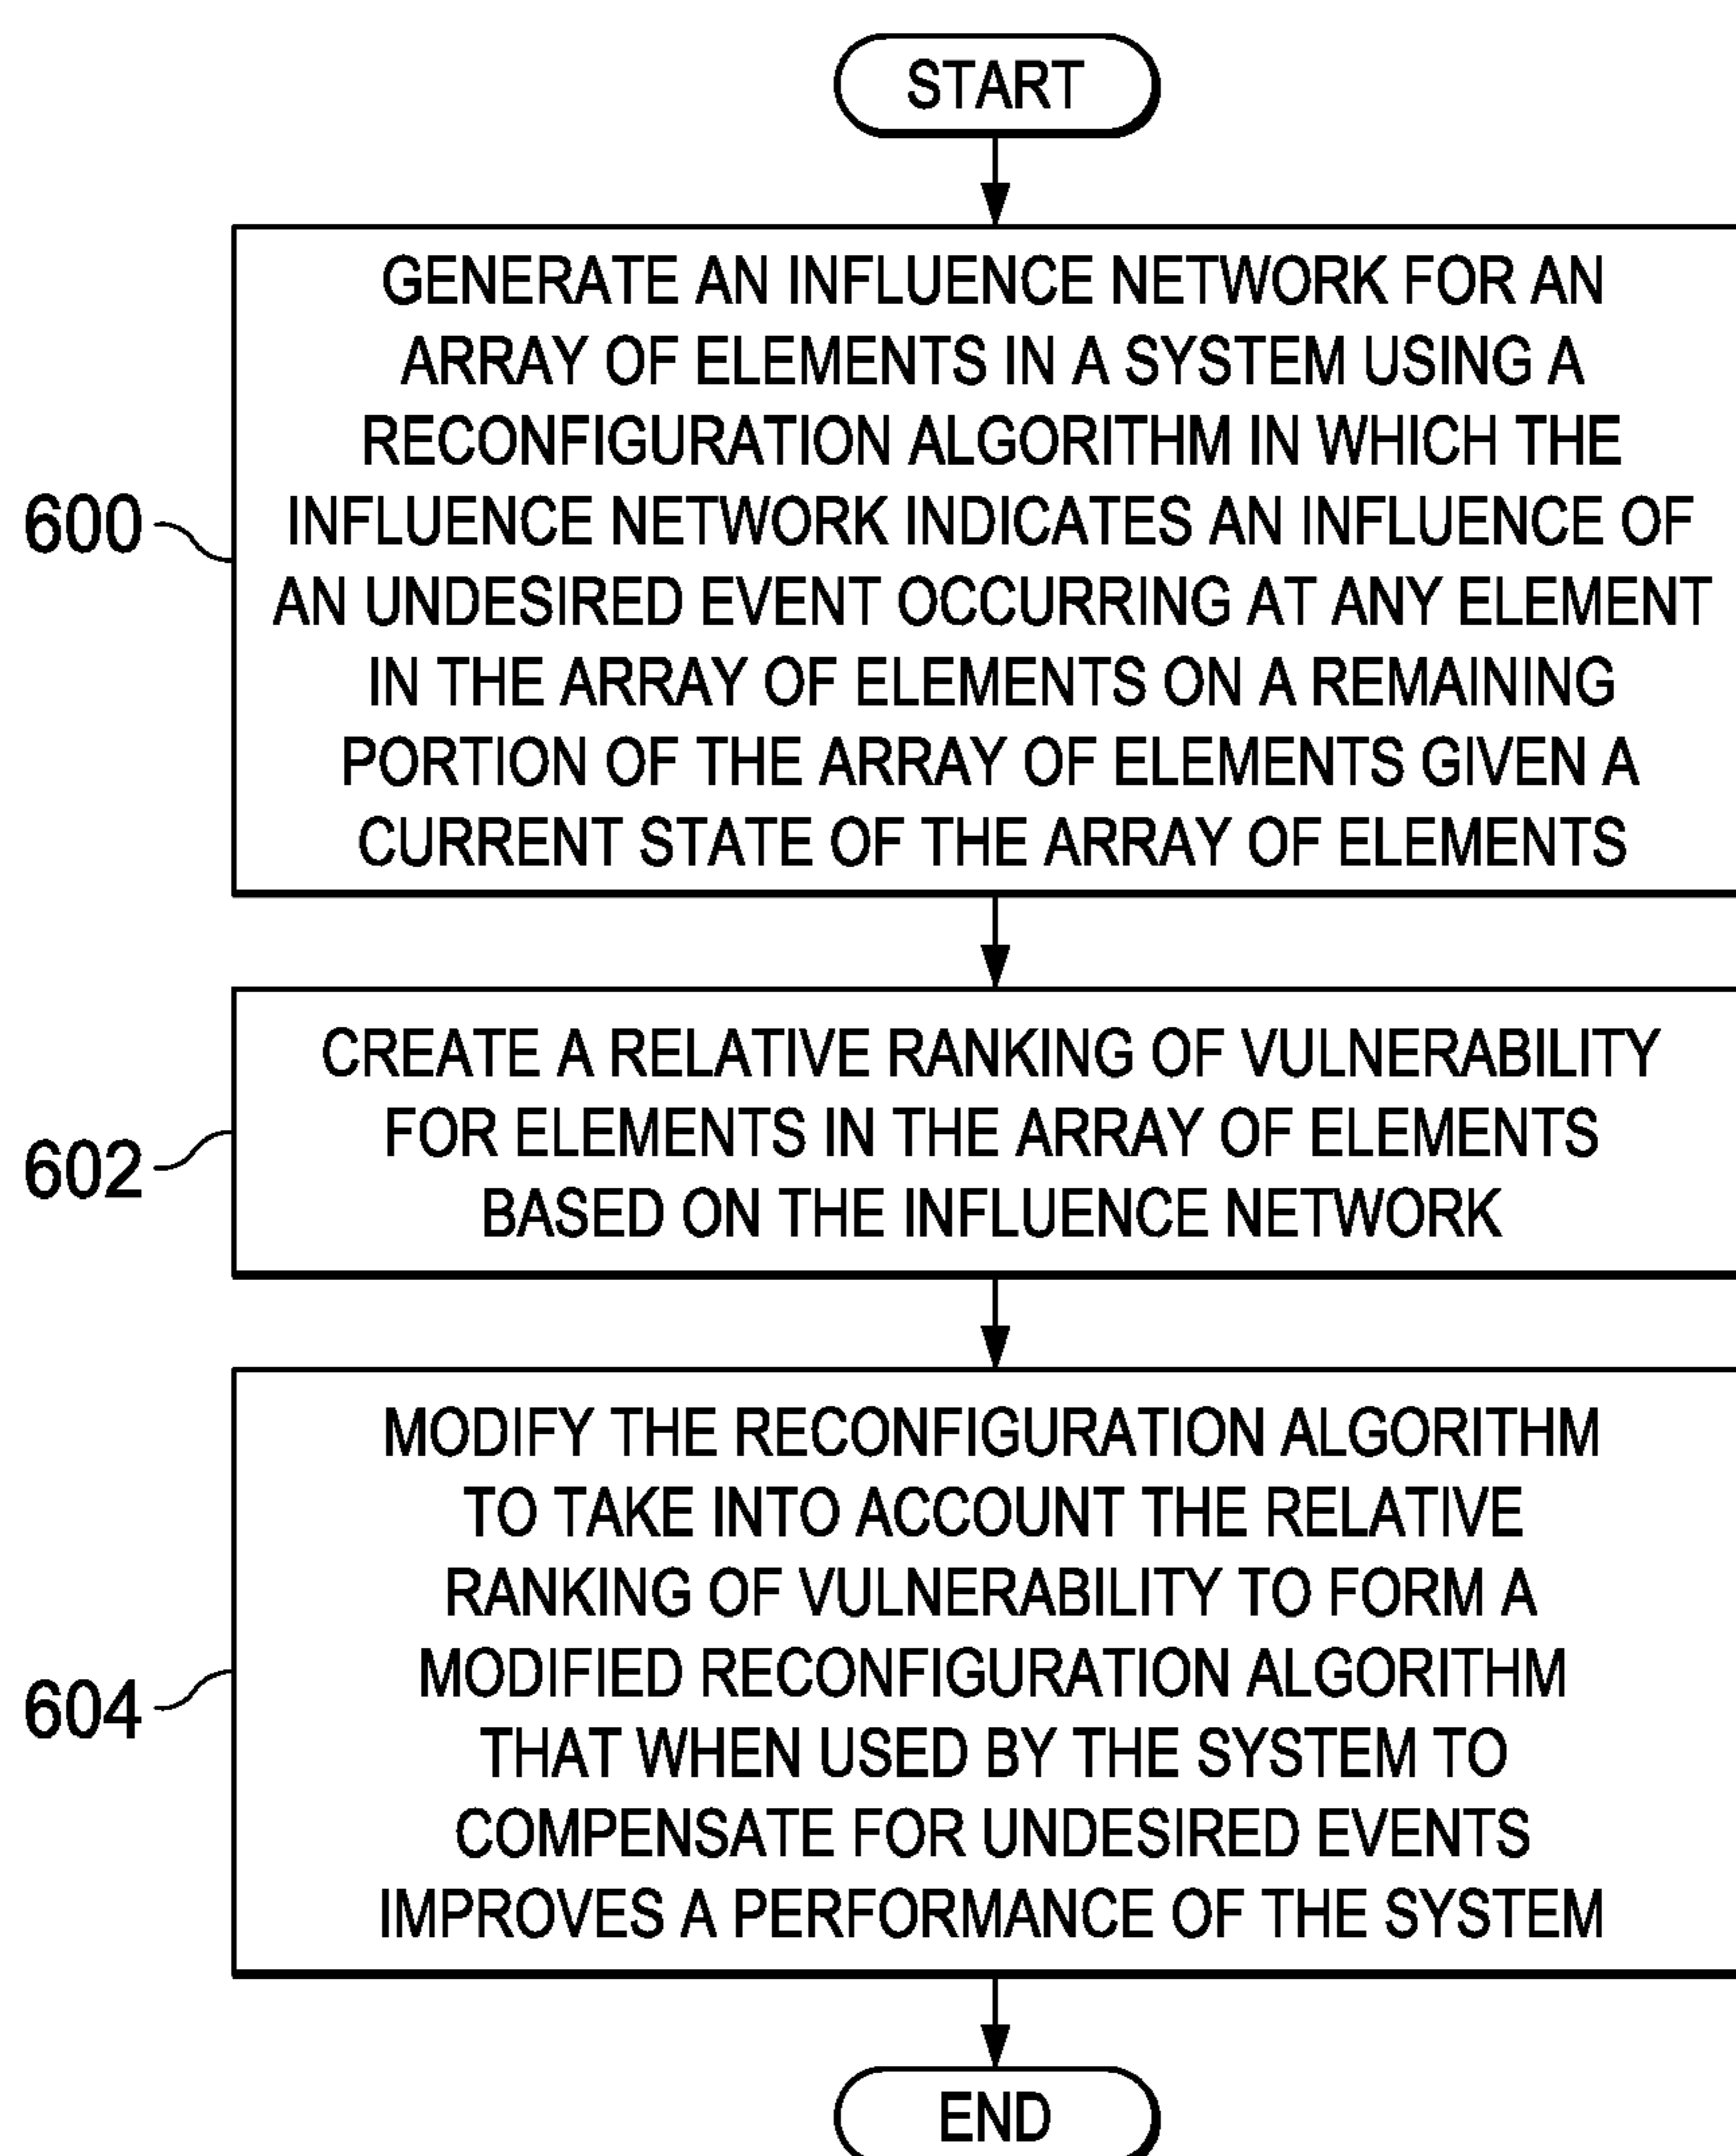 START
GENERATE AN INFLUENCE NETWORK FOR AN
ARRAY OF ELEMENTS IN A SYSTEM USING A
RECONFIGURATION ALGORITHM IN WHICH THE
INFLUENCE NETWORK INDICATES AN INFLUENCE OF
AN UNDESIRED EVENT OCCURRING AT ANY ELEMENT
IN THE ARRAY OF ELEMENTS ON A REMAINING
PORTION OF THE ARRAY OF ELEMENTS GIVEN A
CURRENT STATE OF THE ARRAY OF ELEMENTS
600
CREATE A RELATIVE RANKING OF VULNERABILITY
FOR ELEMENTS IN THE ARRAY OF ELEMENTS
BASED ON THE INFLUENCE NETWORK
602
MODIFY THE RECONFIGURATION ALGORITHM
TO TAKE INTO ACCOUNT THE RELATIVE
RANKING OF VULNERABILITY TO FORM A
MODIFIED RECONFIGURATION ALGORITHM
THAT WHEN USED BY THE SYSTEM TO
COMPENSATE FOR UNDESIRED EVENTS
IMPROVES A PERFORMANCE OF THE SYSTEM
604
END